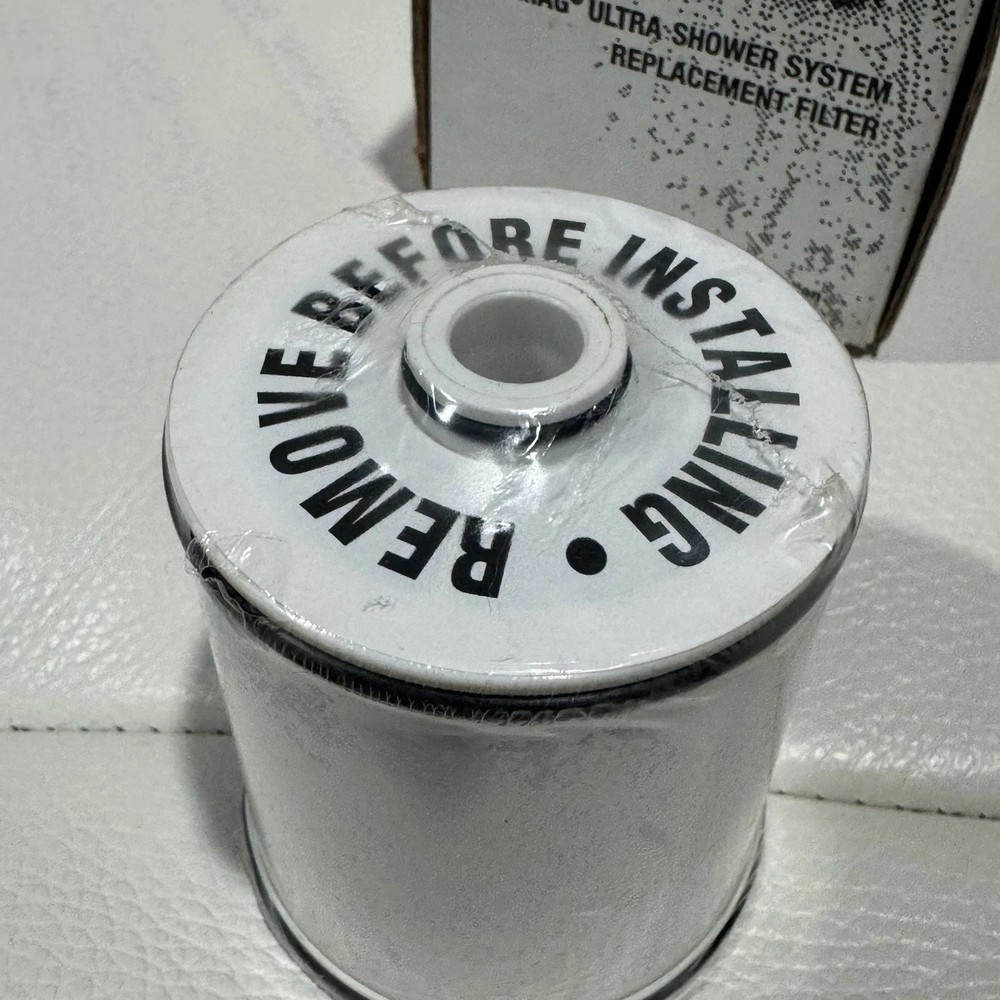 ULTRA SHOWER SYSTEM
REPLACEMENT FILTER
REMOVE BEFORE INSTALLING •